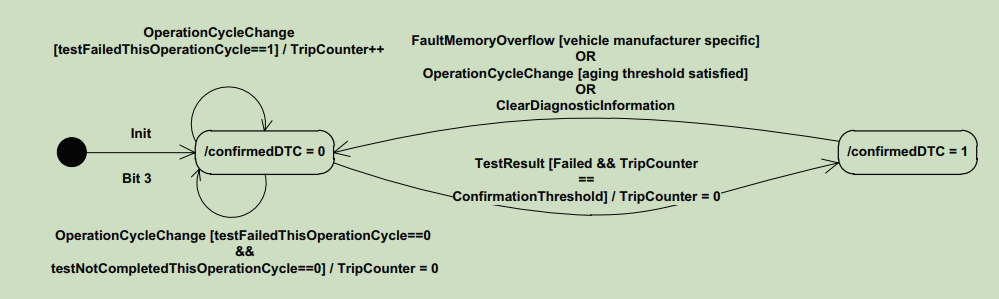 OperationCycleChange
[testFailedThisOperationCycle==1] / TripCounter++
FaultMemoryOverflow [vehicle manufacturer specific]
OR
OperationCycleChange [aging threshold satisfied]
OR
ClearDiagnosticInformation
Init
Bit 3
/confirmedDTC = 0
/confirmedDTC = 1
TestResult [Failed && TripCounter
==
ConfirmationThreshold] / TripCounter = 0
OperationCycleChange [testFailedThisOperationCycle==0
&&
testNotCompletedThisOperationCycle==0] / TripCounter = 0